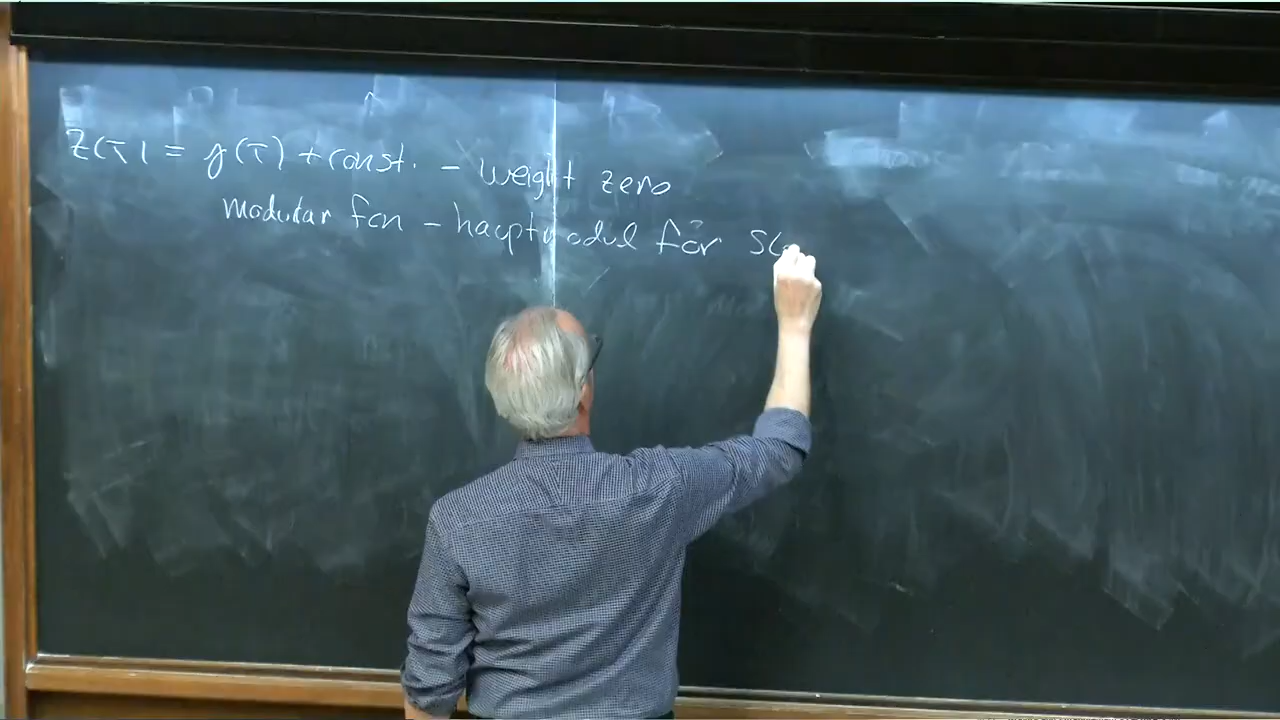 Z(τ) = j(τ) + const. – weight zero
modular fcn – hauptmodul for SL